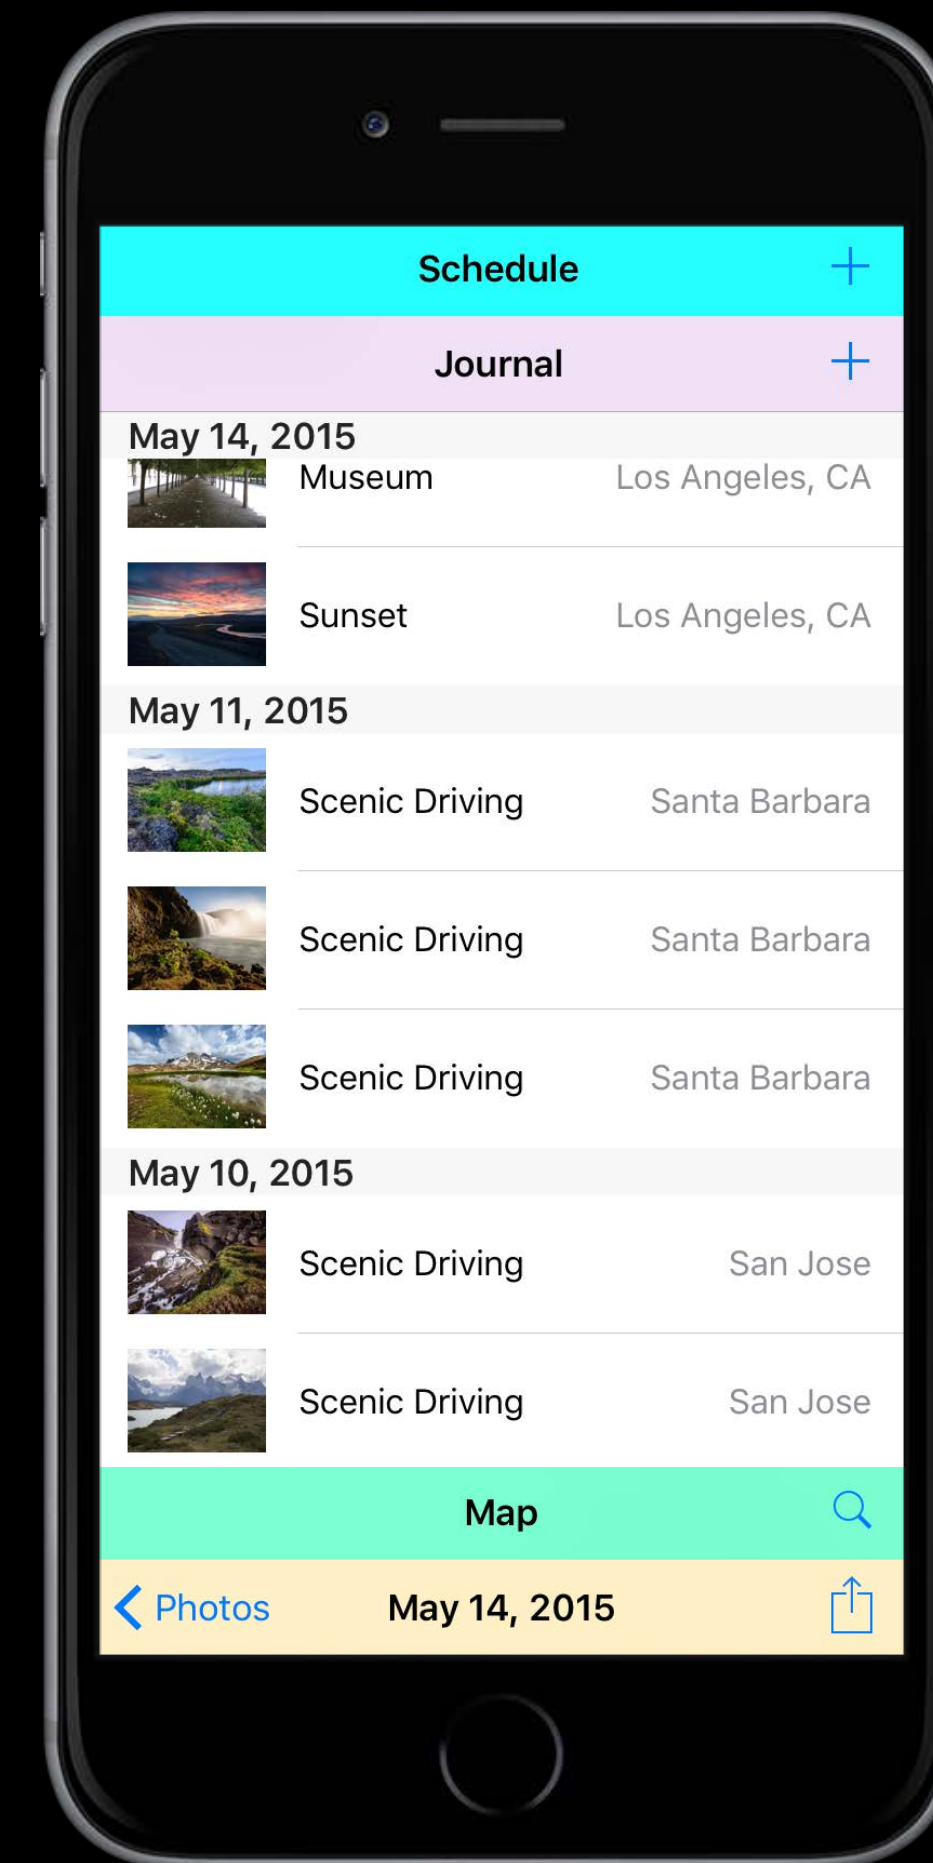 Schedule
Journal
May 14, 2015
Museum Los Angeles, CA
Sunset Los Angeles, CA
May 11, 2015
Scenic Driving Santa Barbara
Scenic Driving Santa Barbara
Scenic Driving Santa Barbara
May 10, 2015
Scenic Driving San Jose
Scenic Driving San Jose
Map
Photos May 14, 2015